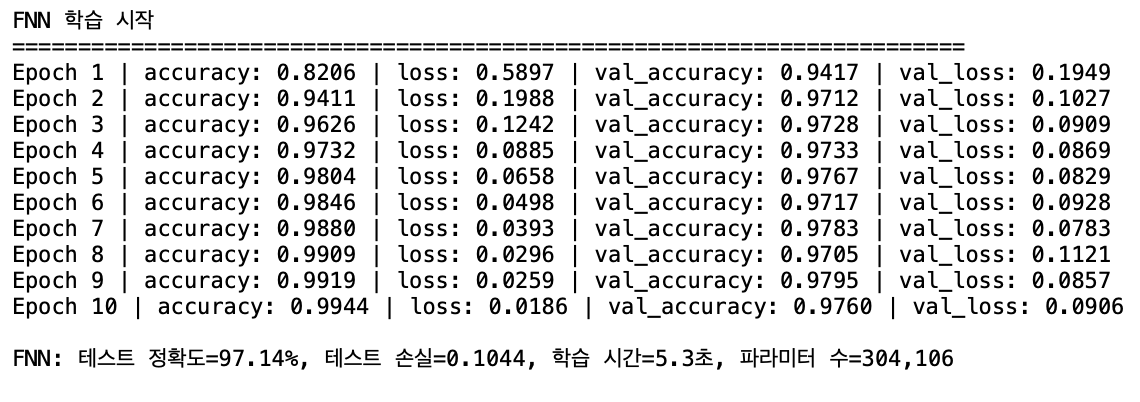 FNN 학습 시작
========================================================================
Epoch 1 | accuracy: 0.8206 | loss: 0.5897 | val_accuracy: 0.9417 | val_loss: 0.1949
Epoch 2 | accuracy: 0.9411 | loss: 0.1988 | val_accuracy: 0.9712 | val_loss: 0.1027
Epoch 3 | accuracy: 0.9626 | loss: 0.1242 | val_accuracy: 0.9728 | val_loss: 0.0909
Epoch 4 | accuracy: 0.9732 | loss: 0.0885 | val_accuracy: 0.9733 | val_loss: 0.0869
Epoch 5 | accuracy: 0.9804 | loss: 0.0658 | val_accuracy: 0.9767 | val_loss: 0.0829
Epoch 6 | accuracy: 0.9846 | loss: 0.0498 | val_accuracy: 0.9717 | val_loss: 0.0928
Epoch 7 | accuracy: 0.9880 | loss: 0.0393 | val_accuracy: 0.9783 | val_loss: 0.0783
Epoch 8 | accuracy: 0.9909 | loss: 0.0296 | val_accuracy: 0.9705 | val_loss: 0.1121
Epoch 9 | accuracy: 0.9919 | loss: 0.0259 | val_accuracy: 0.9795 | val_loss: 0.0857
Epoch 10 | accuracy: 0.9944 | loss: 0.0186 | val_accuracy: 0.9760 | val_loss: 0.0906
FNN: 테스트 정확도=97.14%, 테스트 손실=0.1044, 학습 시간=5.3초, 파라미터 수=304,106